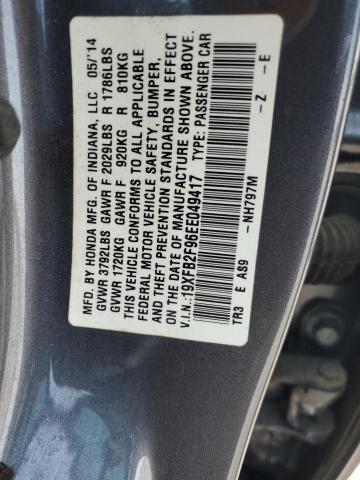 MFD. BY HONDA MFG. OF INDIANA, LLC 05/14
GVWR 3792LBS GAWR F 2029LBS R 1786LBS
GVWR 1720KG GAWR F 920KG R 810KG
THIS VEHICLE CONFORMS TO ALL APPLICABLE
FEDERAL MOTOR VEHICLE SAFETY, BUMPER,
AND THEFT PREVENTION STANDARDS IN EFFECT
ON THE DATE OF MANUFACTURE SHOWN ABOVE.
V.I.N.: 19XFB2F96EE049417 TYPE: PASSENGER CAR
TR3 E AS9 -NH797M -Z -E